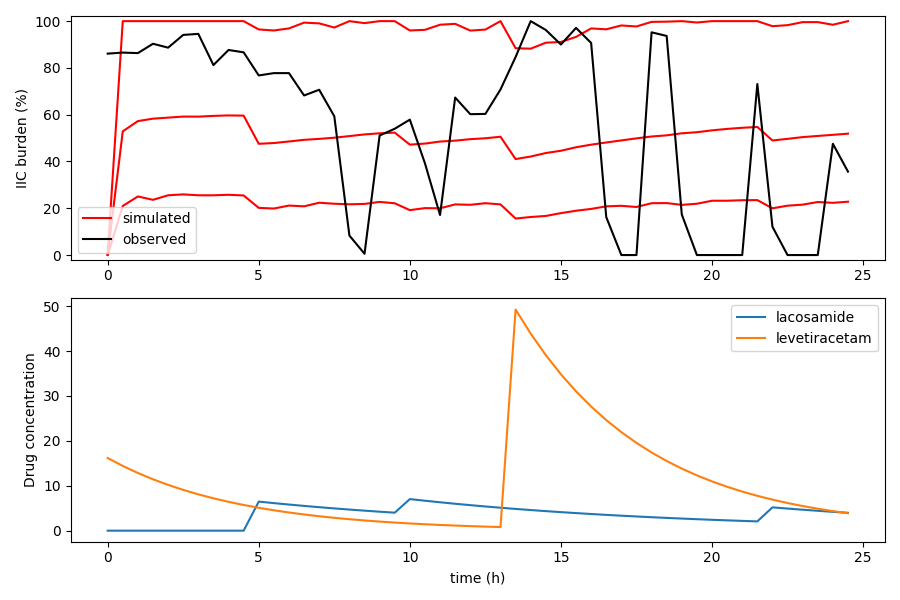 100
80
60
40
20
0
IIC burden (%)
simulated
observed
0 5 10 15 20 25
50
40
30
20
10
0
Drug concentration
lacosamide
levetiracetam
0 5 10 15 20 25
time (h)